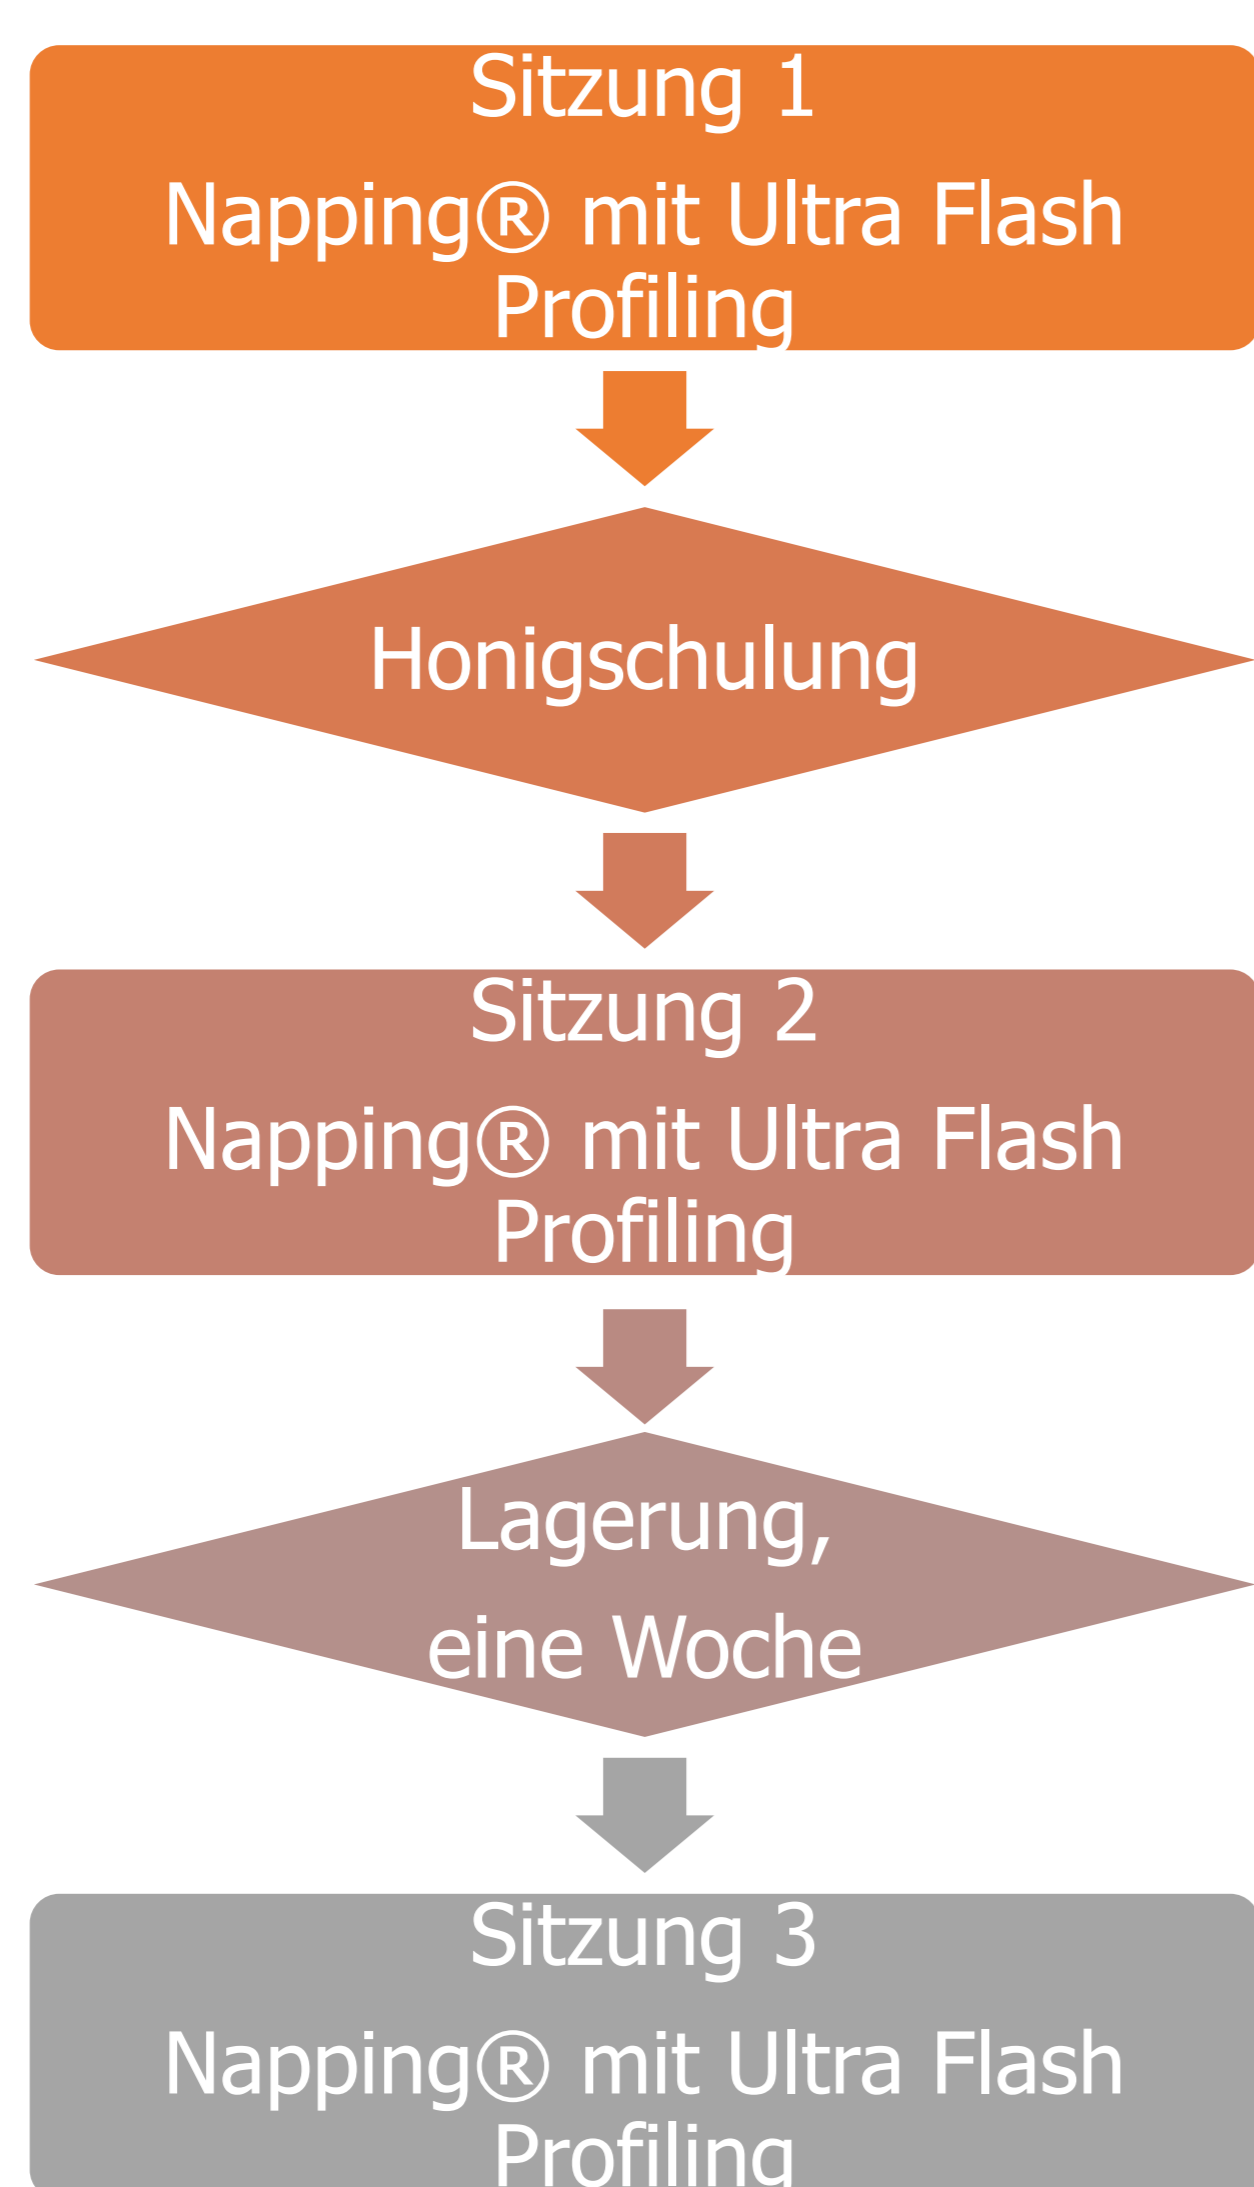 Sitzung 1
Napping® mit Ultra Flash
Profiling
Honigschulung
Sitzung 2
Napping® mit Ultra Flash
Profiling
Lagerung,
eine Woche
Sitzung 3
Napping® mit Ultra Flash
Profiling